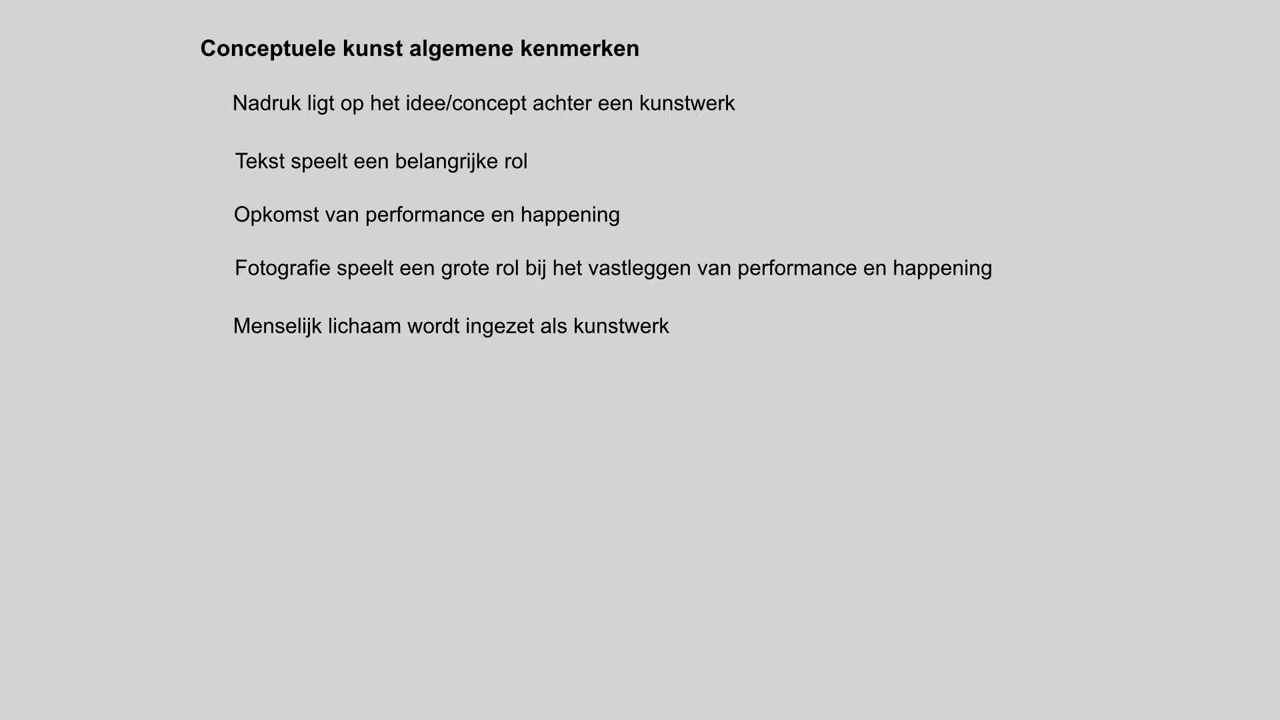 Conceptuele kunst algemene kenmerken
Nadruk ligt op het idee/concept achter een kunstwerk
Tekst speelt een belangrijke rol
Opkomst van performance en happening
Fotografie speelt een grote rol bij het vastleggen van performance en happening
Menselijk lichaam wordt ingezet als kunstwerk